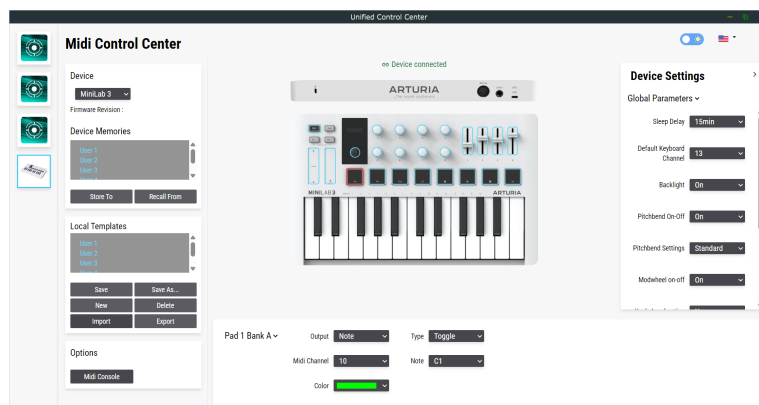 Unified Control Center
Midi Control Center
Device connected
Device
MiniLab 3
Firmware Revision :
Device Memories
User 1
User 2
User 3
Store To
Recall From
Local Templates
User 1
User 2
User 3
Save
Save As...
New
Delete
Import
Export
Options
Midi Console
ARTURIA
MINILAB 3
ARTURIA
Pad 1 Bank A
Output
Note
Type
Toggle
Midi Channel
10
Note
C1
Color
Device Settings
Global Parameters
Sleep Delay
15min
Default Keyboard
Channel
13
Backlight
On
Pitchbend On-Off
On
Pitchbend Settings
Standard
Modwheel on-off
On